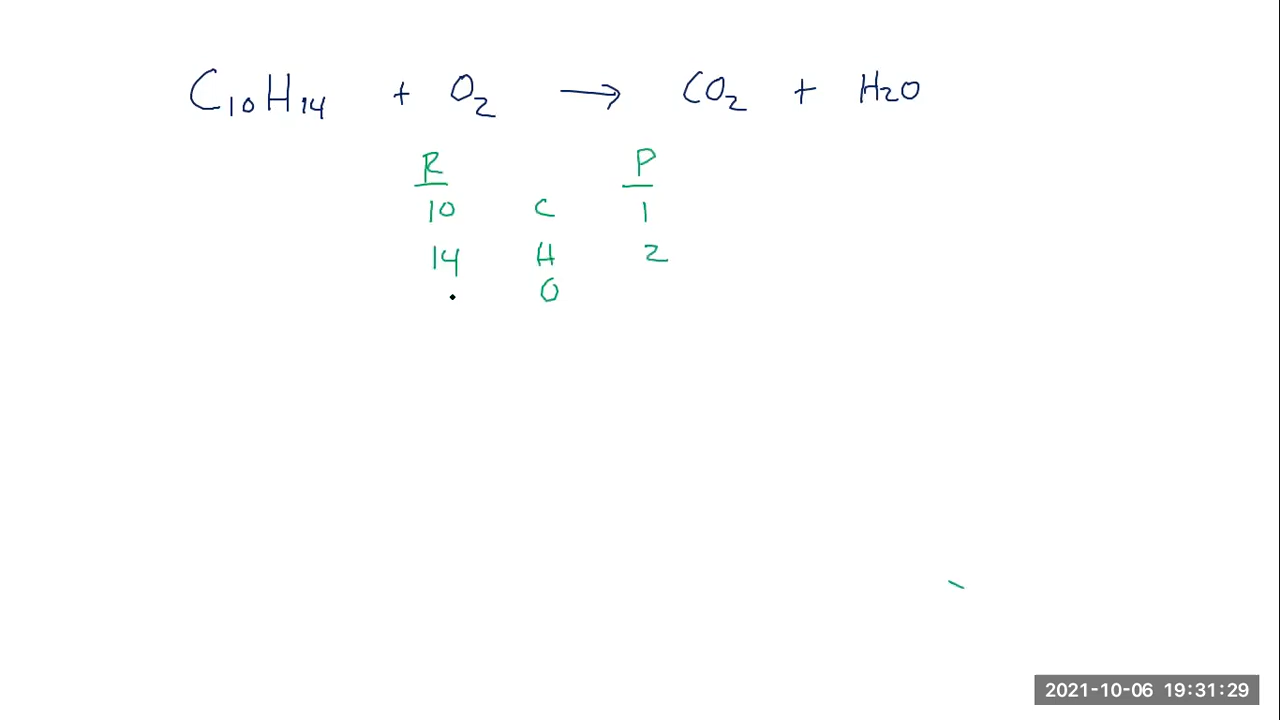 C₁₀H₁₄ + O₂ → CO₂ + H₂O
R P
10 C 1
14 H 2
O
2021-10-06 19:31:29